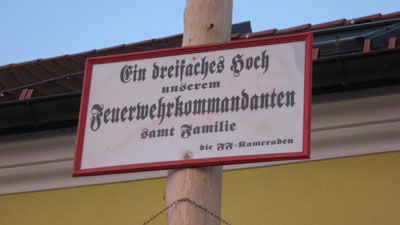 Ein dreifaches Hoch
unserem
Feuerwehrkommandanten
samt Familie
die FF-Kameraden